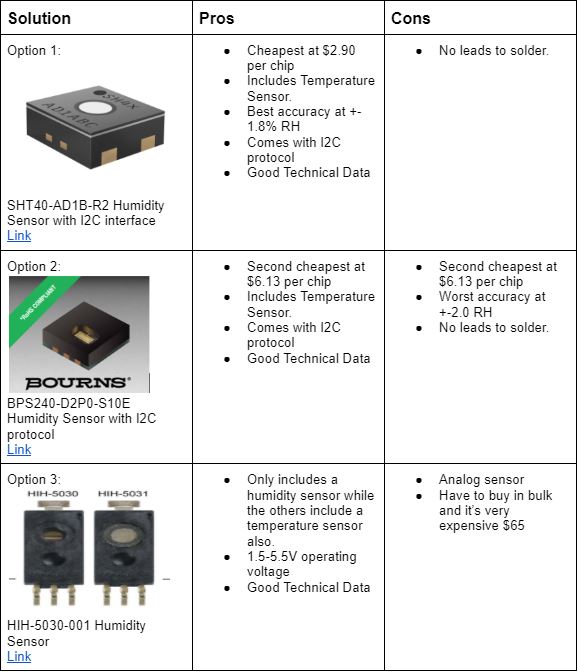 Solution
Pros
Cons
Option 1:
SHT4x
AD1ABC
SHT40-AD1B-R2 Humidity
Sensor with I2C interface
Link
● Cheapest at $2.90
per chip
● Includes Temperature
Sensor.
● Best accuracy at +-
1.8% RH
● Comes with I2C
protocol
● Good Technical Data
● No leads to solder.
Option 2:
*RoHS COMPLIANT
BOURNS®
BPS240-D2P0-S10E
Humidity Sensor with I2C
protocol
Link
● Second cheapest at
$6.13 per chip
● Includes Temperature
Sensor.
● Comes with I2C
protocol
● Good Technical Data
● Second cheapest at
$6.13 per chip
● Worst accuracy at
+-2.0 RH
● No leads to solder.
Option 3:
HIH-5030
HIH-5031
HIH-5030-001 Humidity
Sensor
Link
● Only includes a
humidity sensor while
the others include a
temperature sensor
also.
● 1.5-5.5V operating
voltage
● Good Technical Data
● Analog sensor
● Have to buy in bulk
and it's very
expensive $65